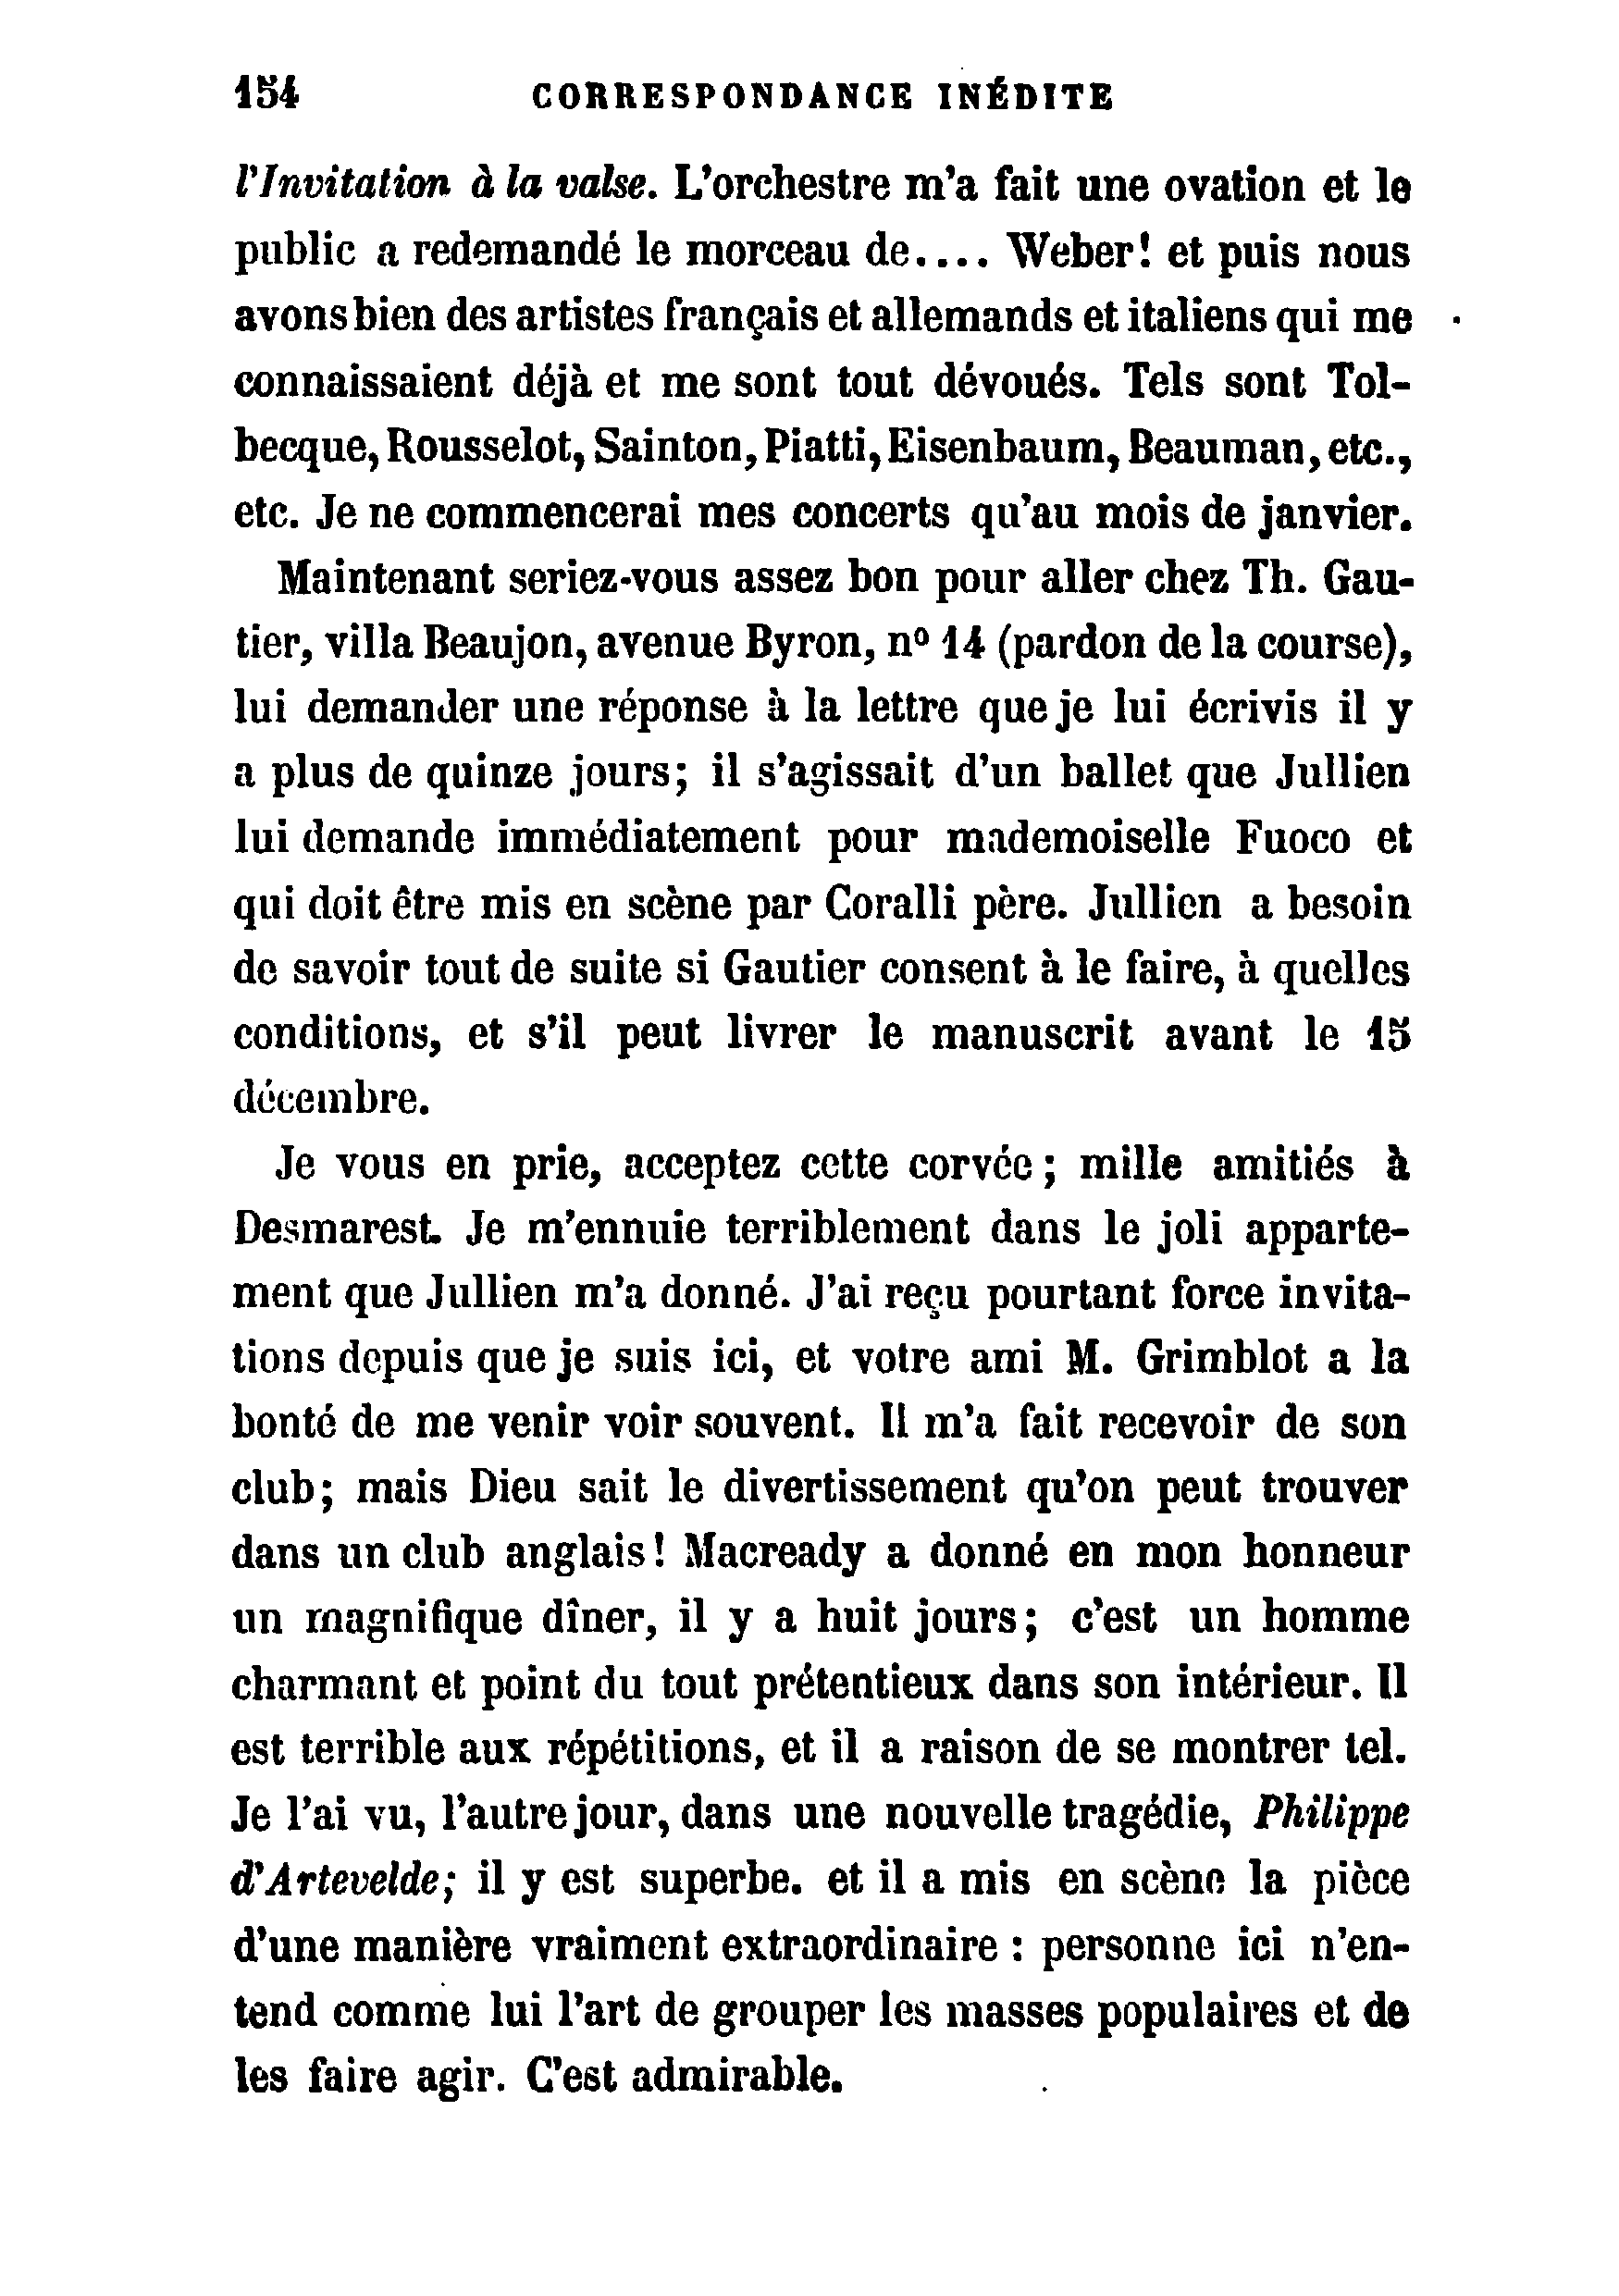 154 CORRESPONDANCE INÉDITE
l'Invitation à la valse. L'orchestre m'a fait une ovation et le
public a redemandé le morceau de.... Weber! et puis nous
avons bien des artistes français et allemands et italiens qui me
connaissaient déjà et me sont tout dévoués. Tels sont Tol-
becque, Rousselot, Sainton, Piatti, Eisenbaum, Beauman, etc.,
etc. Je ne commencerai mes concerts qu'au mois de janvier.
Maintenant seriez-vous assez bon pour aller chez Th. Gau-
tier, villa Beaujon, avenue Byron, nº 14 (pardon de la course),
lui demander une réponse à la lettre que je lui écrivis il y
a plus de quinze jours; il s'agissait d'un ballet que Jullien
lui demande immédiatement pour mademoiselle Fuoco et
qui doit être mis en scène par Coralli père. Jullien a besoin
de savoir tout de suite si Gautier consent à le faire, à quelles
conditions, et s'il peut livrer le manuscrit avant le 15
décembre.
Je vous en prie, acceptez cette corvée; mille amitiés à
Desmarest. Je m'ennuie terriblement dans le joli apparte-
ment que Jullien m'a donné. J'ai reçu pourtant force invita-
tions depuis que je suis ici, et votre ami M. Grimblot a la
bonté de me venir voir souvent. Il m'a fait recevoir de son
club; mais Dieu sait le divertissement qu'on peut trouver
dans un club anglais! Macready a donné en mon honneur
un magnifique dîner, il y a huit jours; c'est un homme
charmant et point du tout prétentieux dans son intérieur. Il
est terrible aux répétitions, et il a raison de se montrer tel.
Je l'ai vu, l'autre jour, dans une nouvelle tragédie, Philippe
d'Artevelde; il y est superbe. et il a mis en scène la pièce
d'une manière vraiment extraordinaire : personne ici n'en-
tend comme lui l'art de grouper les masses populaires et de
les faire agir. C'est admirable.